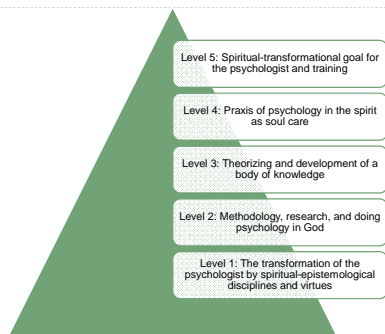 Level 5: Spiritual-transformational goal for
the psychologist and training
Level 4: Praxis of psychology in the spirit
as soul care
Level 3: Theorizing and development of a
body of knowledge
Level 2: Methodology, research, and doing
psychology in God
Level 1: The transformation of the
psychologist by spiritual-epistemological
disciplines and virtues